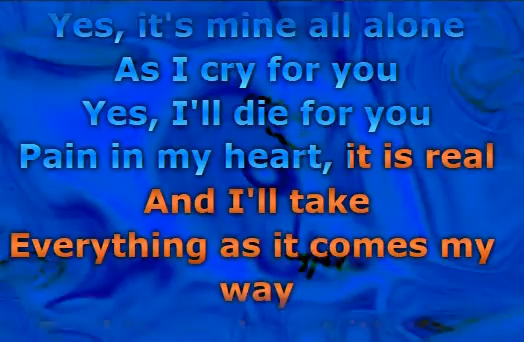 Yes, it's mine all alone
As I cry for you
Yes, I'll die for you
Pain in my heart, it is real
And I'll take
Everything as it comes my
way